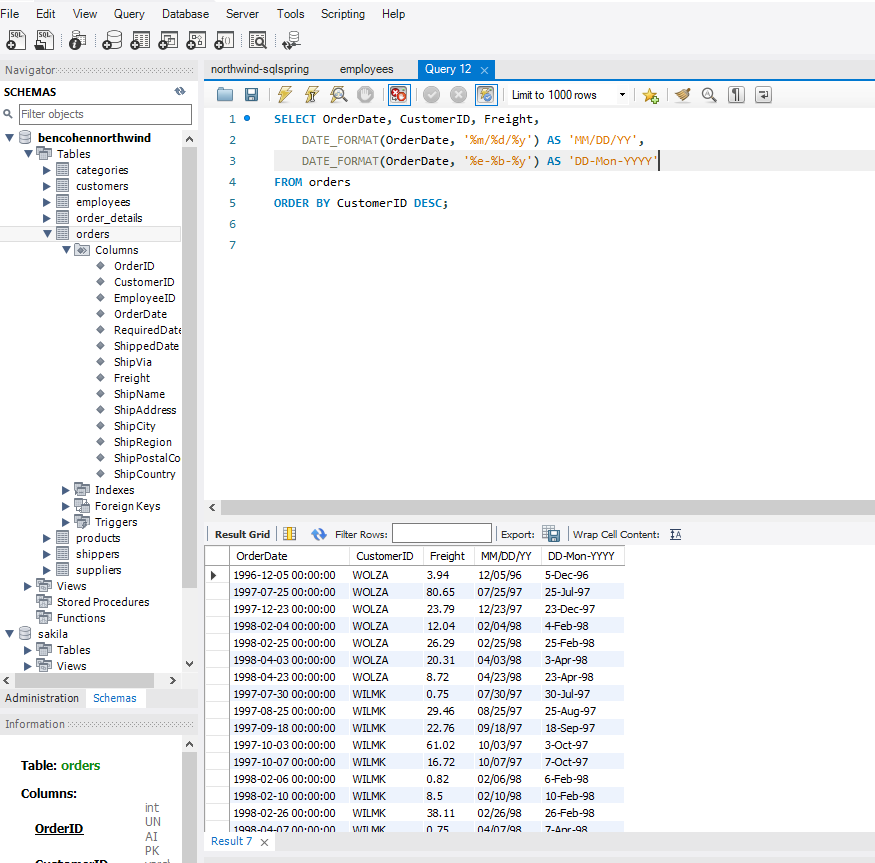 File Edit View Query Database Server Tools Scripting Help
Navigator
SCHEMAS
Filter objects
bencohennorthwind
Tables
categories
customers
employees
order_details
orders
Columns
OrderID
CustomerID
EmployeeID
OrderDate
RequiredDate
ShippedDate
ShipVia
Freight
ShipName
ShipAddress
ShipCity
ShipRegion
ShipPostalCo
ShipCountry
Indexes
Foreign Keys
Triggers
products
shippers
suppliers
Views
Stored Procedures
Functions
sakila
Tables
Views
Administration Schemas
Information
Table: orders
Columns:
OrderID int
UN
AI
PK
northwind-sqlspring employees Query 12
Limit to 1000 rows
1 SELECT OrderDate, CustomerID, Freight,
2 DATE_FORMAT(OrderDate, '%m/%d/%y') AS 'MM/DD/YY',
3 DATE_FORMAT(OrderDate, '%e-%b-%y') AS 'DD-Mon-YYYY'
4 FROM orders
5 ORDER BY CustomerID DESC;
6
7
Result Grid Filter Rows: Export: Wrap Cell Content:
OrderDate CustomerID Freight MM/DD/YY DD-Mon-YYYY
1996-12-05 00:00:00 WOLZA 3.94 12/05/96 5-Dec-96
1997-07-25 00:00:00 WOLZA 80.65 07/25/97 25-Jul-97
1997-12-23 00:00:00 WOLZA 23.79 12/23/97 23-Dec-97
1998-02-04 00:00:00 WOLZA 12.04 02/04/98 4-Feb-98
1998-02-25 00:00:00 WOLZA 26.29 02/25/98 25-Feb-98
1998-04-03 00:00:00 WOLZA 20.31 04/03/98 3-Apr-98
1998-04-23 00:00:00 WOLZA 8.72 04/23/98 23-Apr-98
1997-07-30 00:00:00 WILMK 0.75 07/30/97 30-Jul-97
1997-08-25 00:00:00 WILMK 29.46 08/25/97 25-Aug-97
1997-09-18 00:00:00 WILMK 22.76 09/18/97 18-Sep-97
1997-10-03 00:00:00 WILMK 61.02 10/03/97 3-Oct-97
1997-10-07 00:00:00 WILMK 16.72 10/07/97 7-Oct-97
1998-02-06 00:00:00 WILMK 0.82 02/06/98 6-Feb-98
1998-02-10 00:00:00 WILMK 8.5 02/10/98 10-Feb-98
1998-02-26 00:00:00 WILMK 38.11 02/26/98 26-Feb-98
1998-04-07 00:00:00 WILMK 0.75 04/07/98 7-Apr-98
Result 7